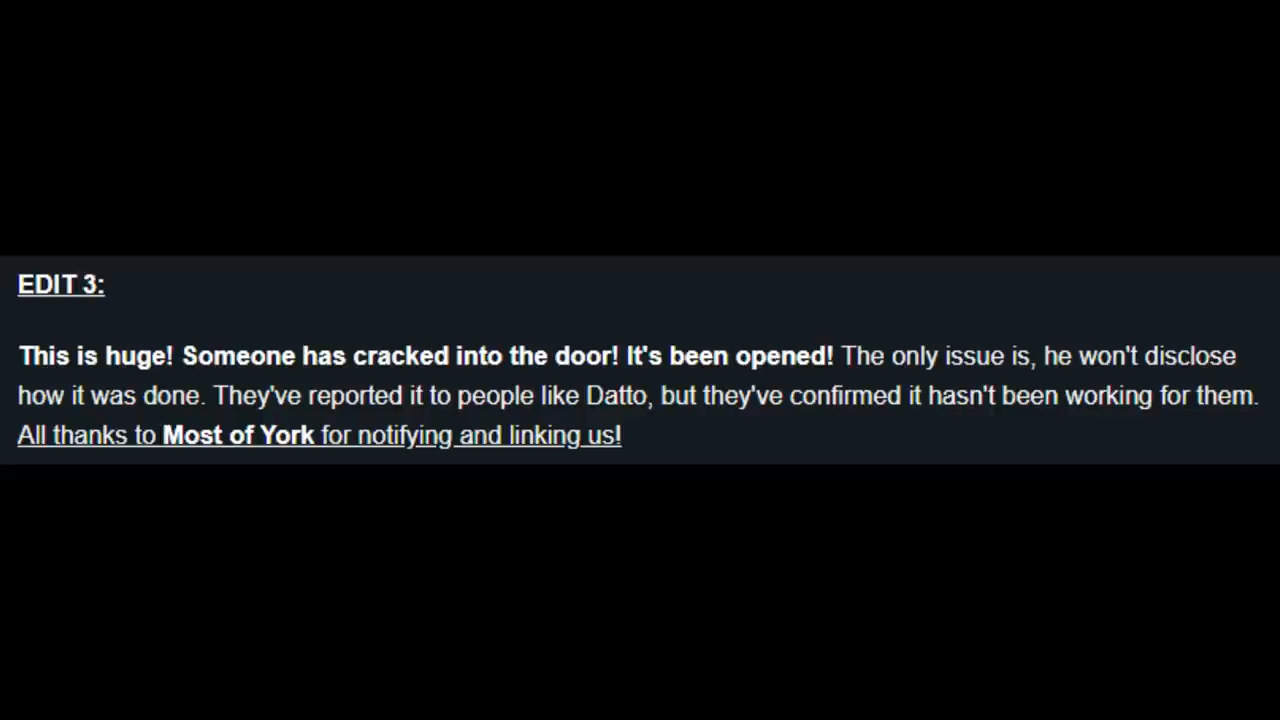 EDIT 3:
This is huge! Someone has cracked into the door! It's been opened! The only issue is, he won't disclose
how it was done. They've reported it to people like Datto, but they've confirmed it hasn't been working for them.
All thanks to Most of York for notifying and linking us!